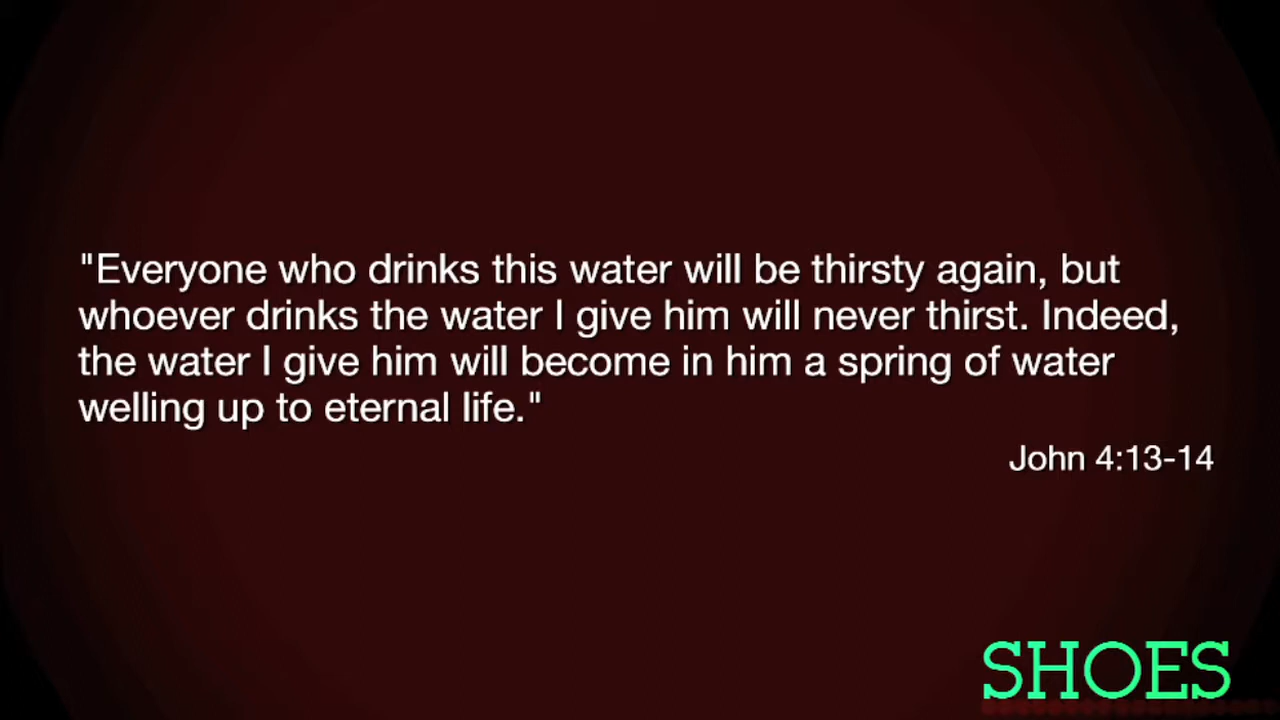 "Everyone who drinks this water will be thirsty again, but
whoever drinks the water I give him will never thirst. Indeed,
the water I give him will become in him a spring of water
welling up to eternal life."
John 4:13-14
SHOES